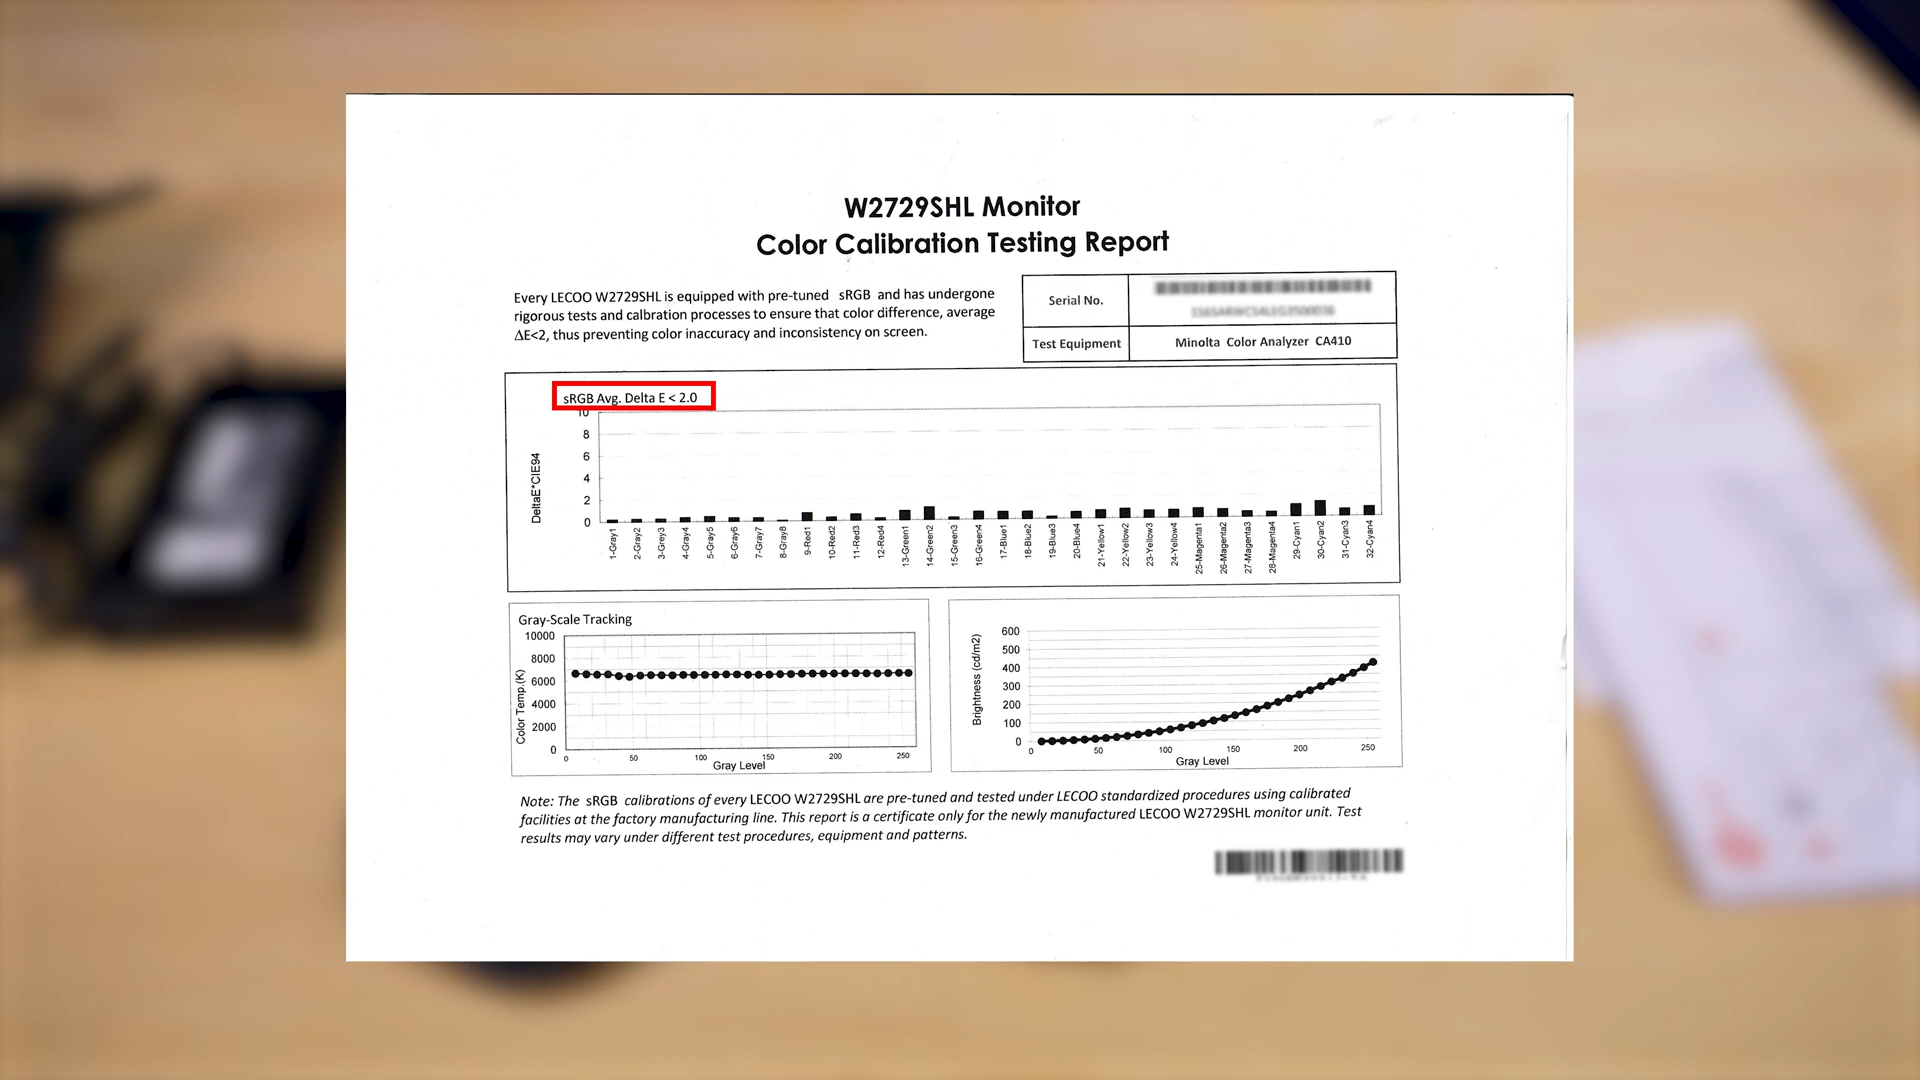 W2729SHL Monitor
Color Calibration Testing Report
Every LECOO W2729SHL is equipped with pre-tuned sRGB and has undergone
rigorous tests and calbration processes to ensure that color difference, average
ΔE<2, thus preventing color inaccuracy and inconsistency on screen.
Serial No.
Test Equipment
Minolta Color Analyzer CA410
sRGB Avg. Delta E < 2.0
DeltaE*CIE94
10
8
6
4
2
0
1-Gray1
2-Gray2
3-Grey3
4-Gray4
5-Gray5
6-Gray6
7-Gray7
8-Gray8
9-Red1
10-Red2
11-Red3
12-Red4
13-Green1
14-Green2
15-Green3
16-Green4
17-Blue1
18-Blue2
19-Blue3
20-Blue4
21-Yellow1
22-Yellow2
23-Yellow3
24-Yellow4
25-Magenta1
26-Magenta2
27-Magenta3
28-Magenta4
29-Cyan1
30-Cyan2
31-Cyan3
32-Cyan4
Gray-Scale Tracking
Color Temp.(K)
10000
8000
6000
4000
2000
0
0 50 100 150 200 250
Gray Level
Brightness (cd/m2)
600
500
400
300
200
100
0
0 50 100 150 200 250
Gray Level
Note: The sRGB calibrations of every LECOO W2729SHL are pre-tuned and tested under LECOO standardized procedures using calibrated
facilities at the factory manufacturing line. This report is a certificate only for the newly manufactured LECOO W2729SHL monitor unit. Test
results may vary under different test procedures, equipment and patterns.